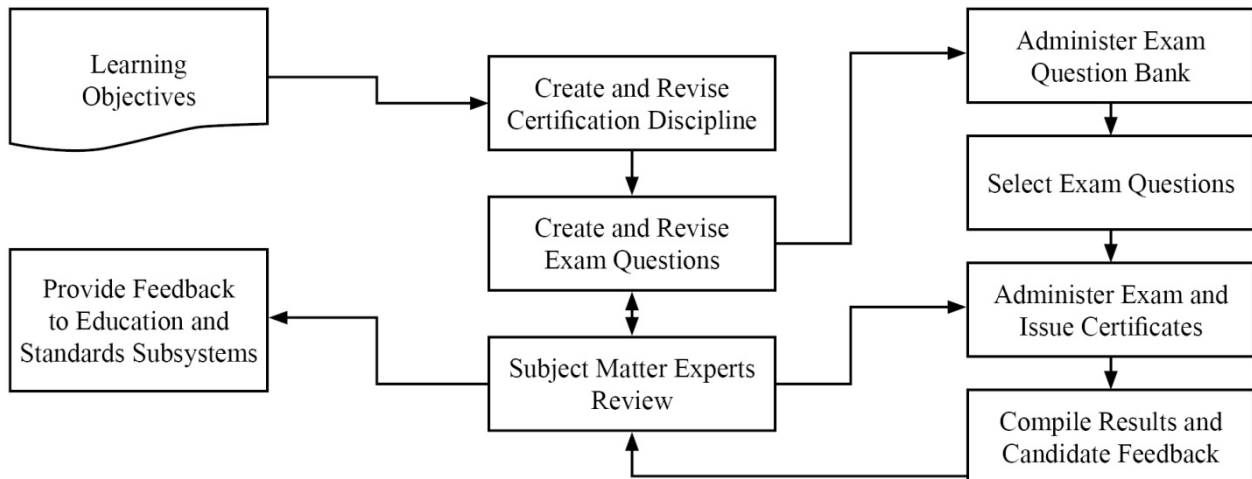 Learning
Objectives
Create and Revise
Certification Discipline
Administer Exam
Question Bank
Select Exam Questions
Create and Revise
Exam Questions
Provide Feedback
to Education and
Standards Subsystems
Administer Exam and
Issue Certificates
Subject Matter Experts
Review
Compile Results and
Candidate Feedback